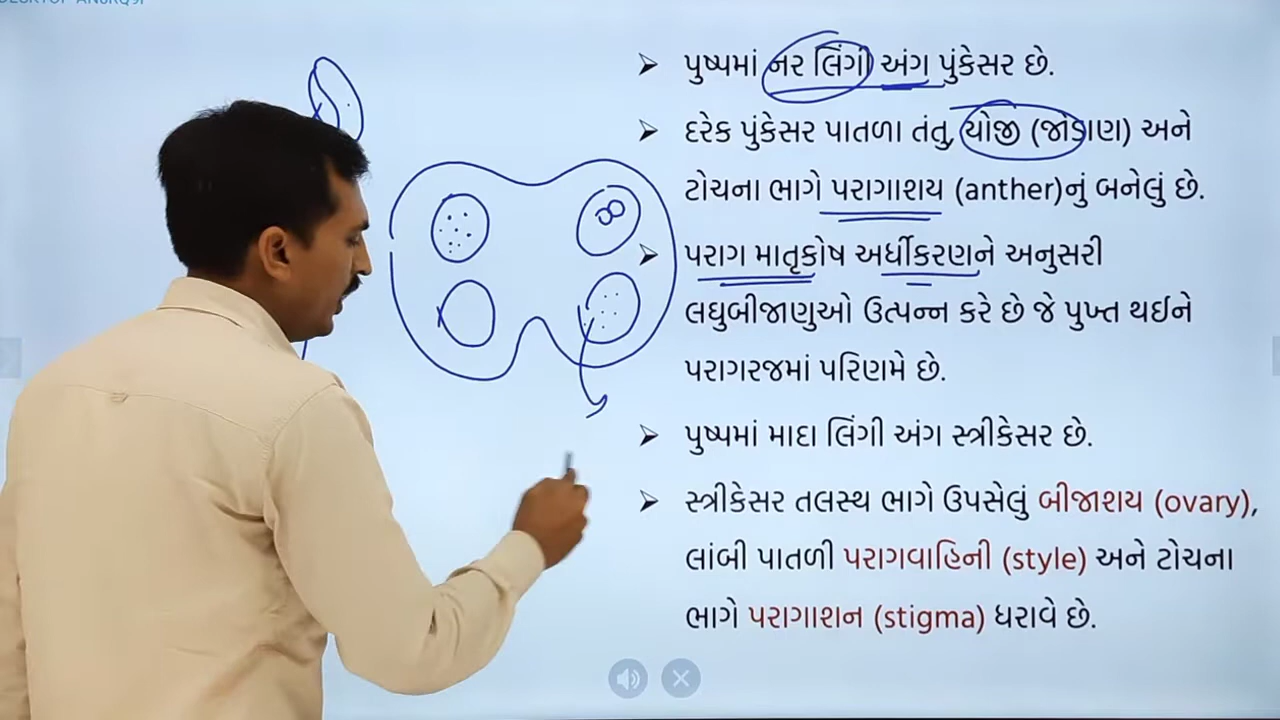 પુષ્પમાં નર લિંગી અંગ પુંકેસર છે.
દરેક પુંકેસર પાતળા તંતુ, યોજી (જોડાણ) અને
ટોચના ભાગે પરાગાશય (anther)નું બનેલું છે.
પરાગ માતૃકોષ અર્ધીકરણને અનુસરી
લઘુબીજાણુઓ ઉત્પન્ન કરે છે જે પુખ્ત થઈને
પરાગરજમાં પરિણમે છે.
પુષ્પમાં માદા લિંગી અંગ સ્ત્રીકેસર છે.
સ્ત્રીકેસર તલસ્થ ભાગે ઉપસેલું બીજાશય (ovary),
લાંબી પાતળી પરાગવાહિની (style) અને ટોચના
ભાગે પરાગાશન (stigma) ધરાવે છે.